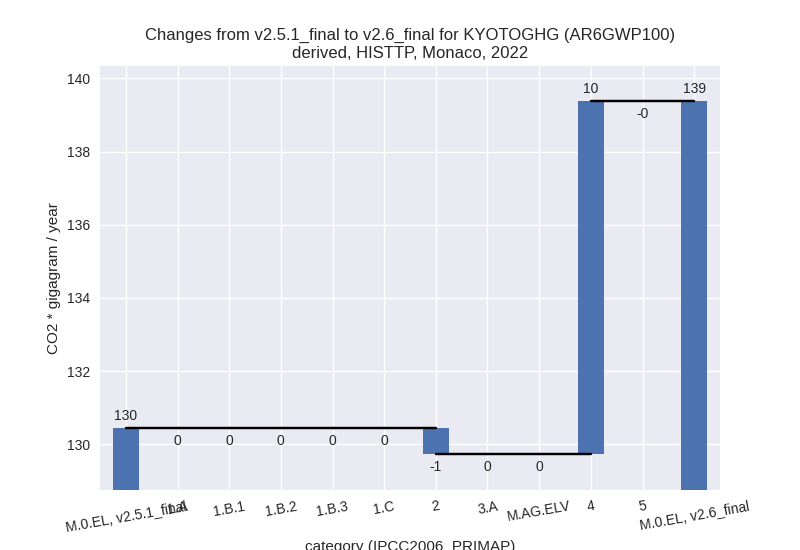 Changes from v2.5.1_final to v2.6_final for KYOTOGHG (AR6GWP100)
derived, HISTTP, Monaco, 2022
CO2 * gigagram / year
140
138
136
134
132
130
130
0
0
0
0
0
-1
0
0
10
-0
139
M.0.EL, v2.5.1_final
1.A
1.B.1
1.B.2
1.B.3
1.C
2
3.A
M.AG.ELV
4
5
M.0.EL, v2.6_final
category (IPCC2006_PRIMAP)